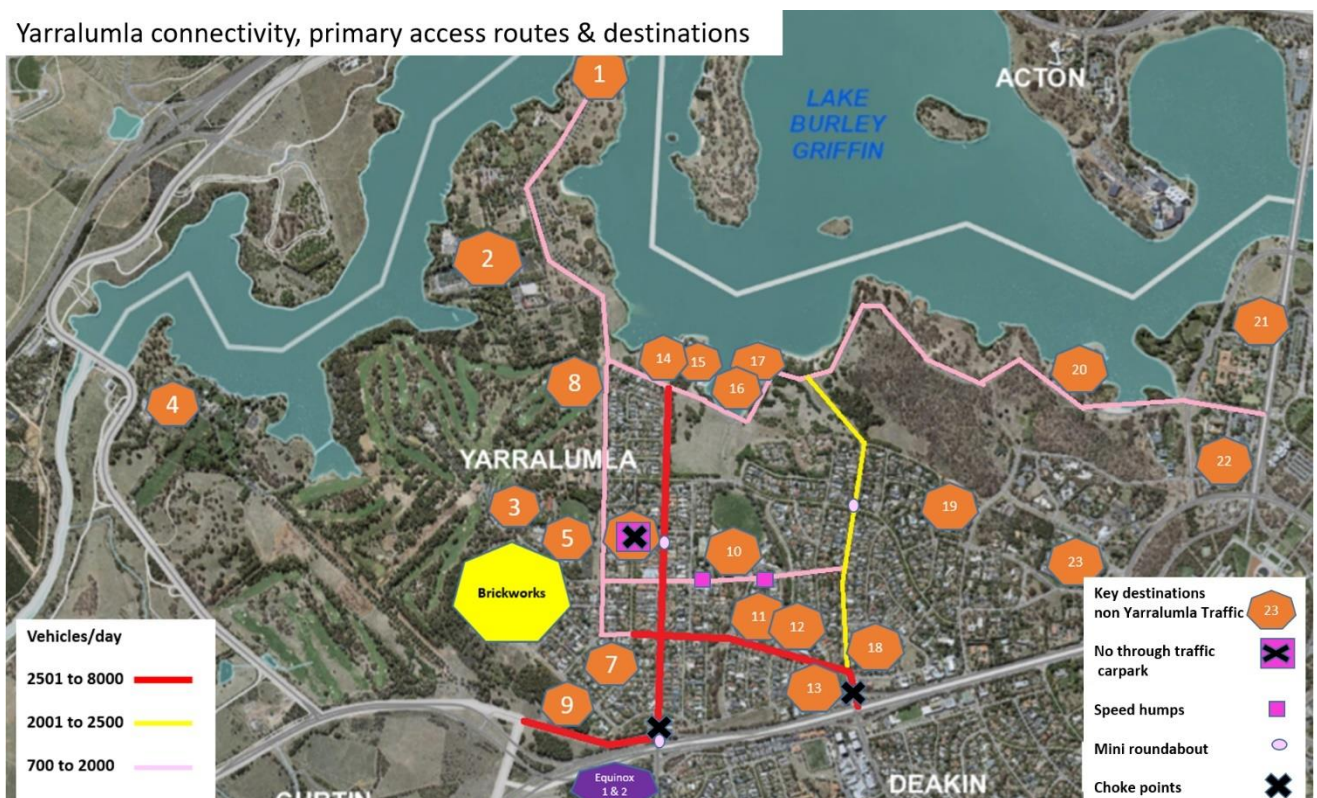 Yarralumla connectivity, primary access routes & destinations
1
ACTON
LAKE
BURLEY
GRIFFIN
2
21
14
15
17
16
8
20
4
22
YARRALUMLA
3
5
10
19
23
Brickworks
11
12
18
7
13
9
Equinox
1 & 2
DEAKIN
Vehicles/day
2501 to 8000
2001 to 2500
700 to 2000
Key destinations
non Yarralumla Traffic
23
No through traffic
carpark
Speed humps
Mini roundabout
Choke points